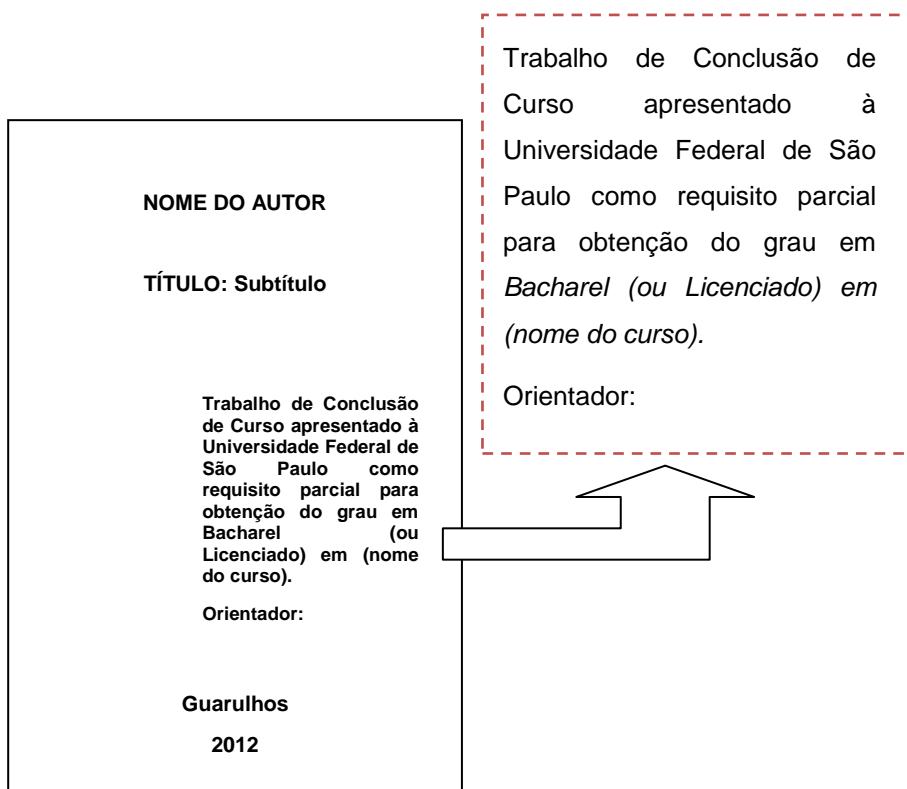 NOME DO AUTOR
TÍTULO: Subtítulo
Trabalho de Conclusão
de Curso apresentado à
Universidade Federal de
São Paulo como
requisito parcial para
obtenção do grau em
Bacharel (ou
Licenciado) em (nome
do curso).
Orientador:
Guarulhos
2012
Trabalho de Conclusão de
Curso apresentado à
Universidade Federal de São
Paulo como requisito parcial
para obtenção do grau em
Bacharel (ou Licenciado) em
(nome do curso).
Orientador: